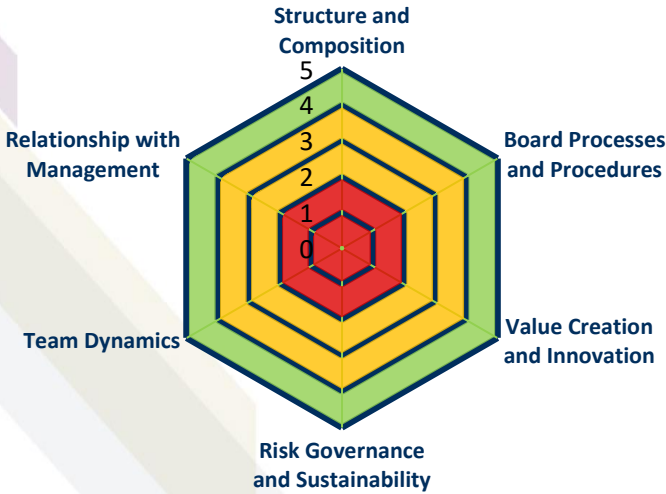 Structure and
Composition
5
4
3
2
1
0
Board Processes
and Procedures
Value Creation
and Innovation
Risk Governance
and Sustainability
Team Dynamics
Relationship with
Management